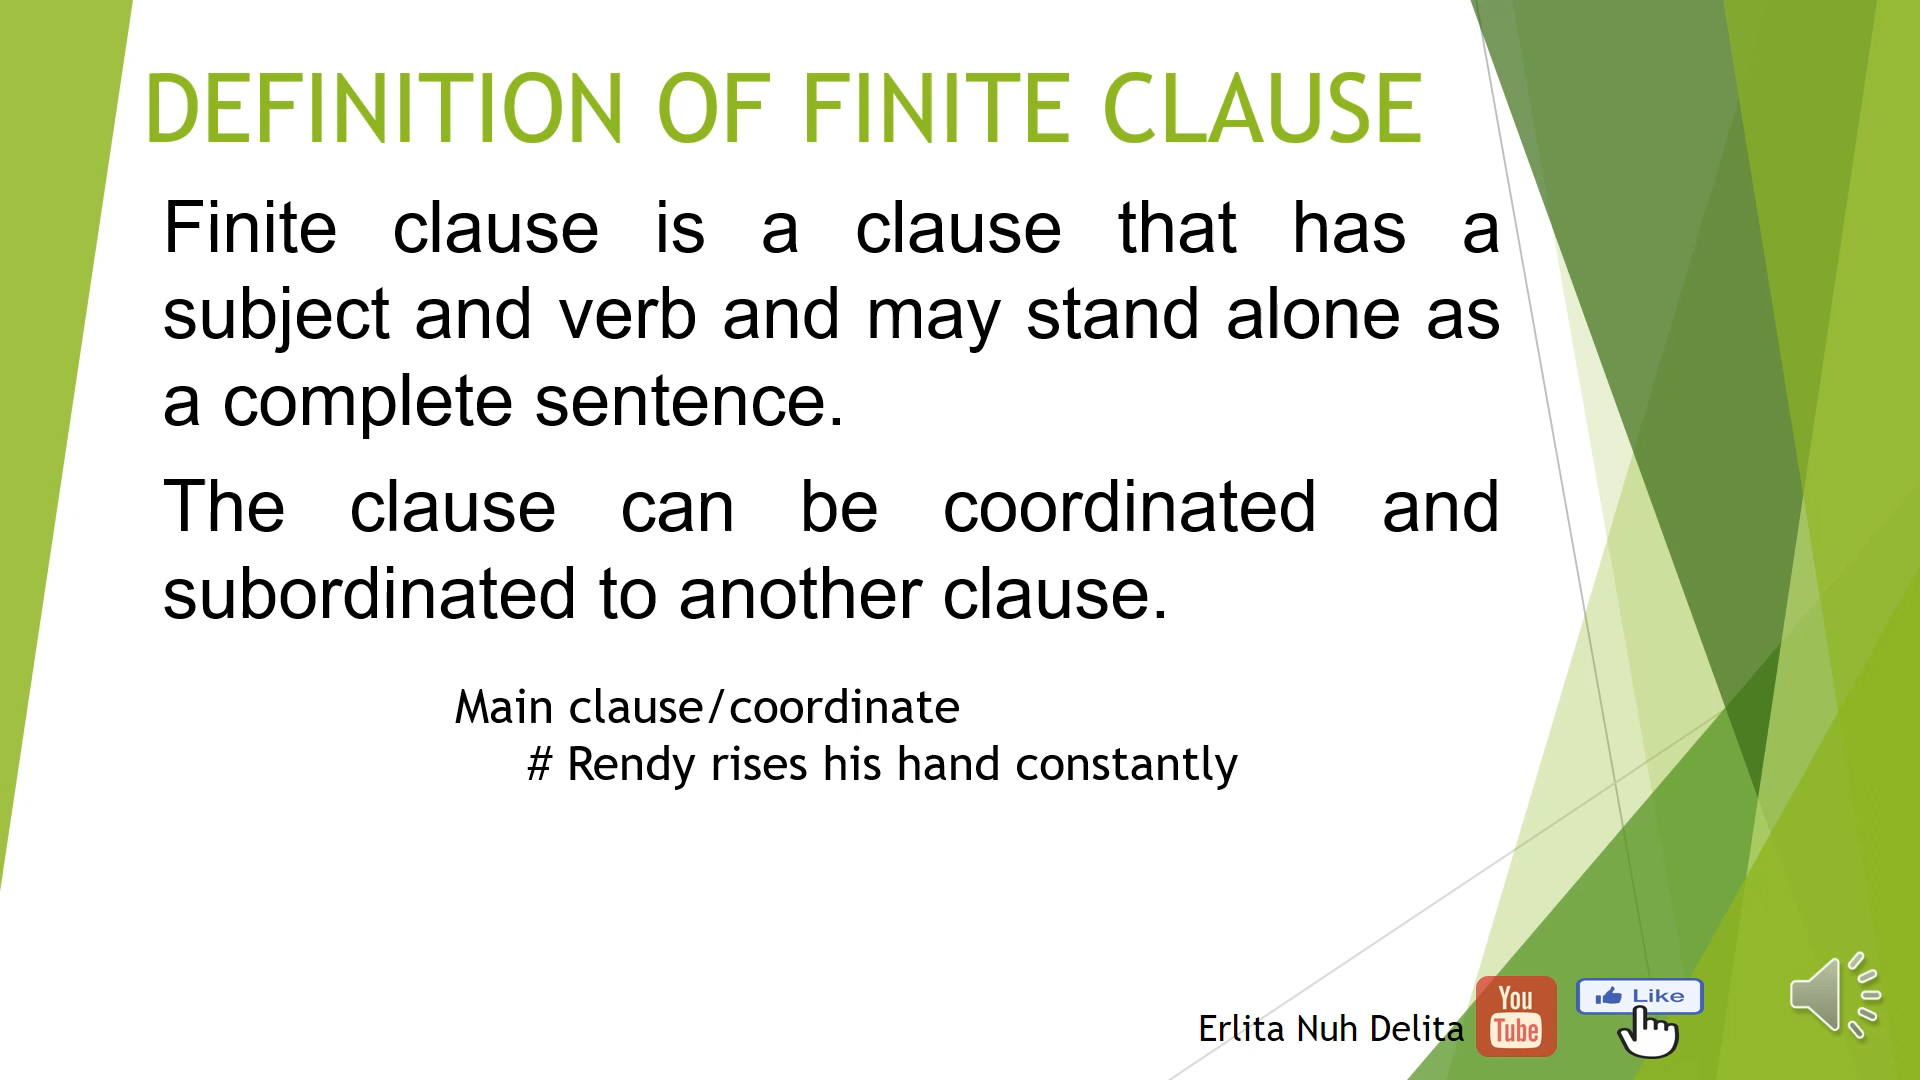 DEFINITION OF FINITE CLAUSE
Finite clause is a clause that has a
subject and verb and may stand alone as
a complete sentence.
The clause can be coordinated and
subordinated to another clause.
Main clause/coordinate
# Rendy rises his hand constantly
Erlita Nuh Delita
You
Tube
Like